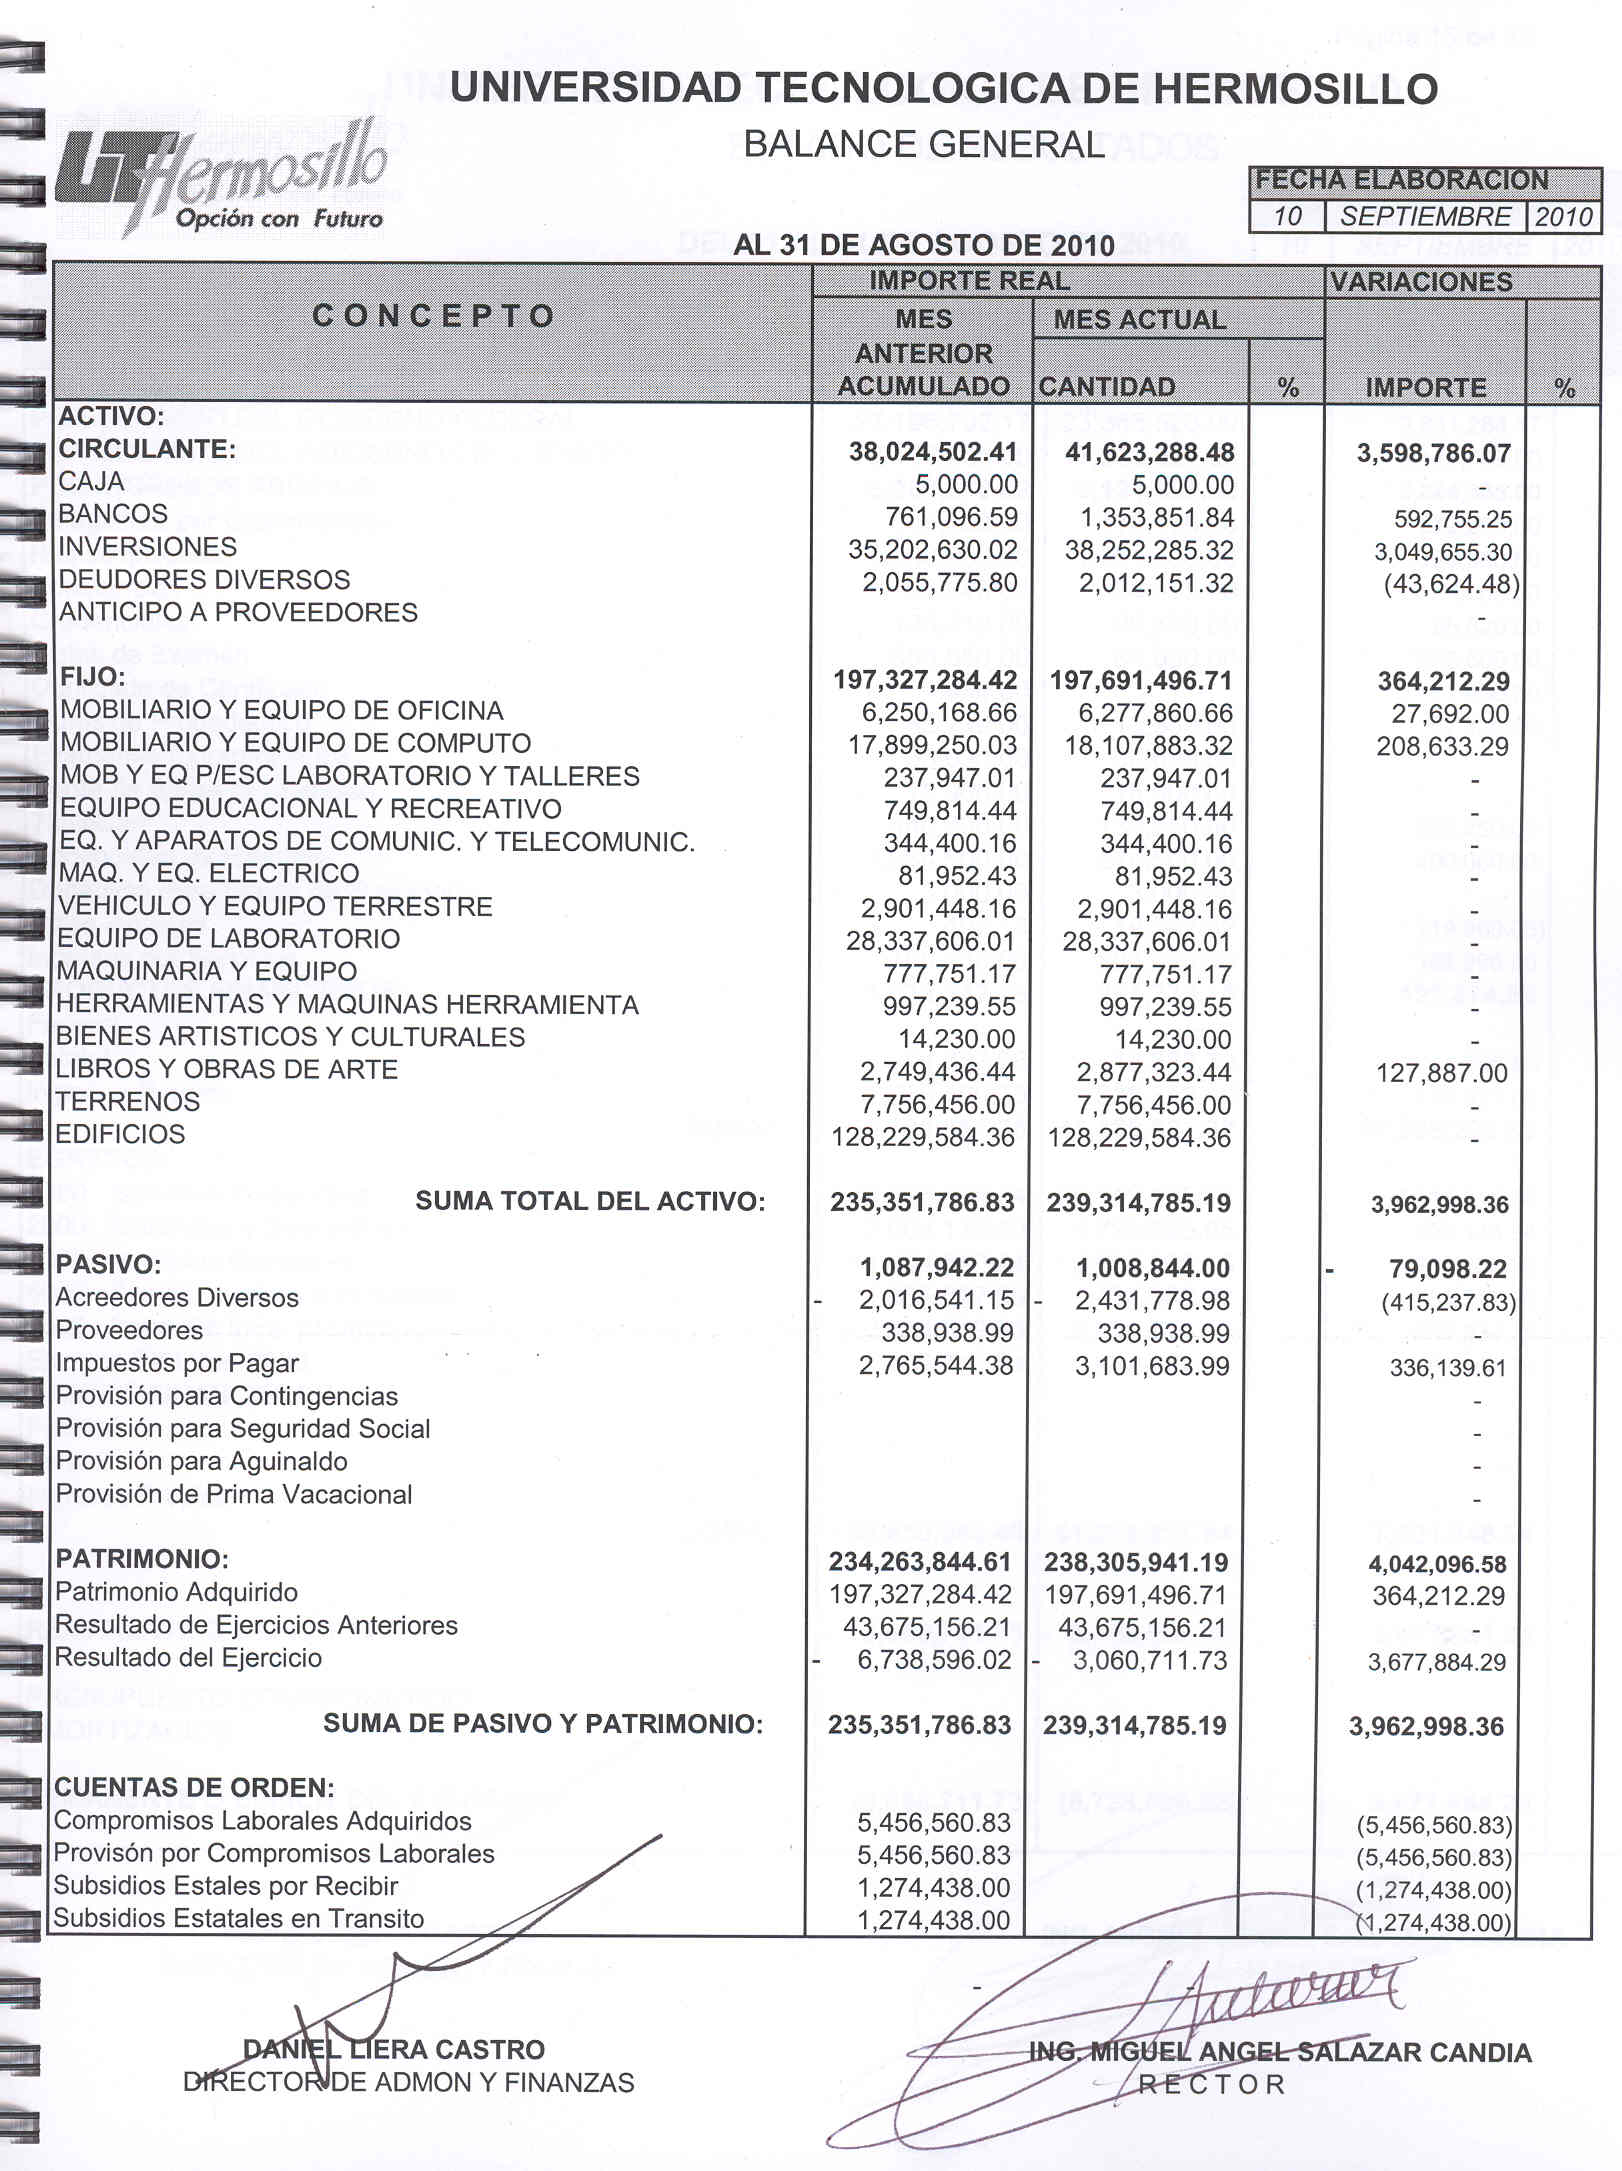 UNIVERSIDAD TECNOLOGICA DE HERMOSILLO
BALANCE GENERAL
UTHermosillo
Opción con Futuro
FECHA ELABORACION
10 SEPTIEMBRE 2010
AL 31 DE AGOSTO DE 2010
CONCEPTO IMPORTE REAL VARIACIONES
MES MES ACTUAL
ANTERIOR
ACUMULADO CANTIDAD % IMPORTE %
ACTIVO:
CIRCULANTE: 38,024,502.41 41,623,288.48 3,598,786.07
CAJA 5,000.00 5,000.00 -
BANCOS 761,096.59 1,353,851.84 592,755.25
INVERSIONES 35,202,630.02 38,252,285.32 3,049,655.30
DEUDORES DIVERSOS 2,055,775.80 2,012,151.32 (43,624.48)
ANTICIPO A PROVEEDORES -
FIJO: 197,327,284.42 197,691,496.71 364,212.29
MOBILIARIO Y EQUIPO DE OFICINA 6,250,168.66 6,277,860.66 27,692.00
MOBILIARIO Y EQUIPO DE COMPUTO 17,899,250.03 18,107,883.32 208,633.29
MOB Y EQ P/ESC LABORATORIO Y TALLERES 237,947.01 237,947.01 -
EQUIPO EDUCACIONAL Y RECREATIVO 749,814.44 749,814.44 -
EQ. Y APARATOS DE COMUNIC. Y TELECOMUNIC. 344,400.16 344,400.16 -
MAQ. Y EQ. ELECTRICO 81,952.43 81,952.43 -
VEHICULO Y EQUIPO TERRESTRE 2,901,448.16 2,901,448.16 -
EQUIPO DE LABORATORIO 28,337,606.01 28,337,606.01 -
MAQUINARIA Y EQUIPO 777,751.17 777,751.17 -
HERRAMIENTAS Y MAQUINAS HERRAMIENTA 997,239.55 997,239.55 -
BIENES ARTISTICOS Y CULTURALES 14,230.00 14,230.00 -
LIBROS Y OBRAS DE ARTE 2,749,436.44 2,877,323.44 127,887.00
TERRENOS 7,756,456.00 7,756,456.00 -
EDIFICIOS 128,229,584.36 128,229,584.36 -
SUMA TOTAL DEL ACTIVO: 235,351,786.83 239,314,785.19 3,962,998.36
PASIVO: 1,087,942.22 1,008,844.00 - 79,098.22
Acreedores Diversos - 2,016,541.15 - 2,431,778.98 (415,237.83)
Proveedores 338,938.99 338,938.99 -
Impuestos por Pagar 2,765,544.38 3,101,683.99 336,139.61
Provisión para Contingencias -
Provisión para Seguridad Social -
Provisión para Aguinaldo -
Provisión de Prima Vacacional -
PATRIMONIO: 234,263,844.61 238,305,941.19 4,042,096.58
Patrimonio Adquirido 197,327,284.42 197,691,496.71 364,212.29
Resultado de Ejercicios Anteriores 43,675,156.21 43,675,156.21 -
Resultado del Ejercicio - 6,738,596.02 - 3,060,711.73 3,677,884.29
SUMA DE PASIVO Y PATRIMONIO: 235,351,786.83 239,314,785.19 3,962,998.36
CUENTAS DE ORDEN:
Compromisos Laborales Adquiridos 5,456,560.83 (5,456,560.83)
Provisón por Compromisos Laborales 5,456,560.83 (5,456,560.83)
Subsidios Estales por Recibir 1,274,438.00 (1,274,438.00)
Subsidios Estatales en Transito 1,274,438.00 (1,274,438.00)
- -
DANIEL LIERA CASTRO ING. MIGUEL ANGEL SALAZAR CANDIA
DIRECTOR DE ADMON Y FINANZAS RECTOR